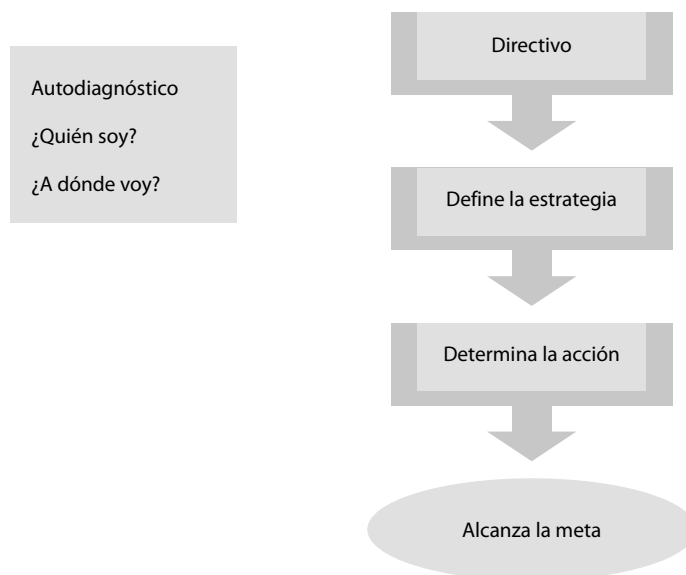 Autodiagnóstico
¿Quién soy?
¿A dónde voy?
Directivo
Define la estrategia
Determina la acción
Alcanza la meta